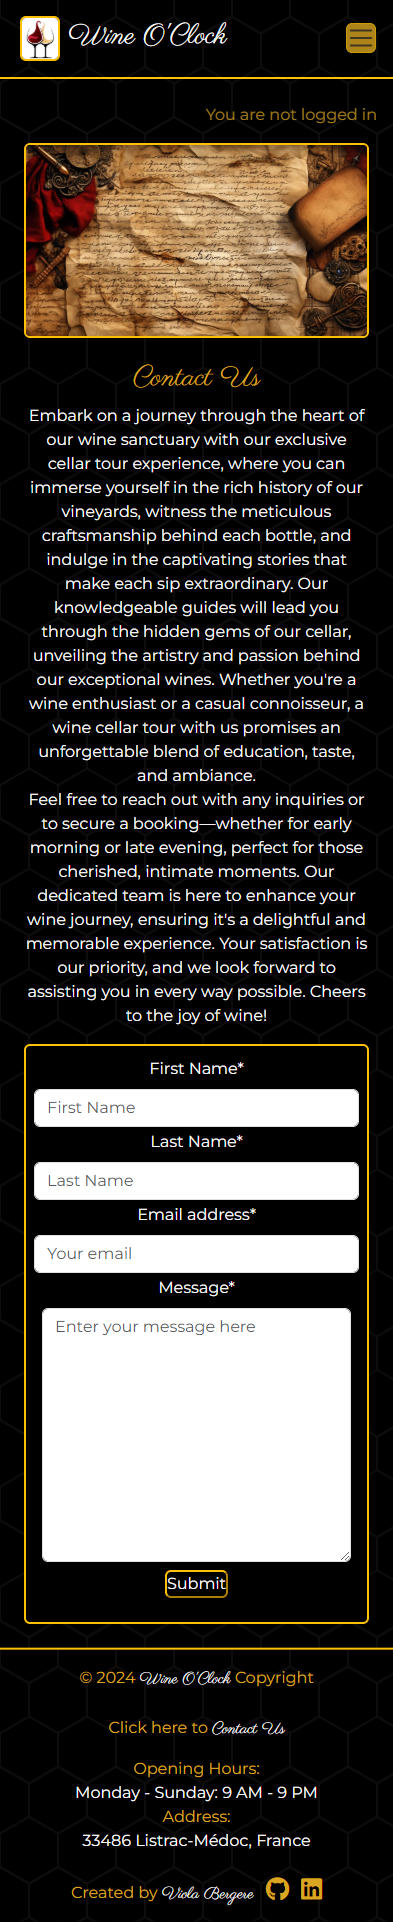 Wine O'Clock
You are not logged in
Contact Us
Embark on a journey through the heart of
our wine sanctuary with our exclusive
cellar tour experience, where you can
immerse yourself in the rich history of our
vineyards, witness the meticulous
craftsmanship behind each bottle, and
indulge in the captivating stories that
make each sip extraordinary. Our
knowledgeable guides will lead you
through the hidden gems of our cellar,
unveiling the artistry and passion behind
our exceptional wines. Whether you're a
wine enthusiast or a casual connoisseur, a
wine cellar tour with us promises an
unforgettable blend of education, taste,
and ambiance.
Feel free to reach out with any inquiries or
to secure a booking—whether for early
morning or late evening, perfect for those
cherished, intimate moments. Our
dedicated team is here to enhance your
wine journey, ensuring it's a delightful and
memorable experience. Your satisfaction is
our priority, and we look forward to
assisting you in every way possible. Cheers
to the joy of wine!
First Name*
First Name
Last Name*
Last Name
Email address*
Your email
Message*
Enter your message here
Submit
© 2024 Wine O'Clock Copyright
Click here to Contact Us
Opening Hours:
Monday - Sunday: 9 AM - 9 PM
Address:
33486 Listrac-Médoc, France
Created by Viola Bergere